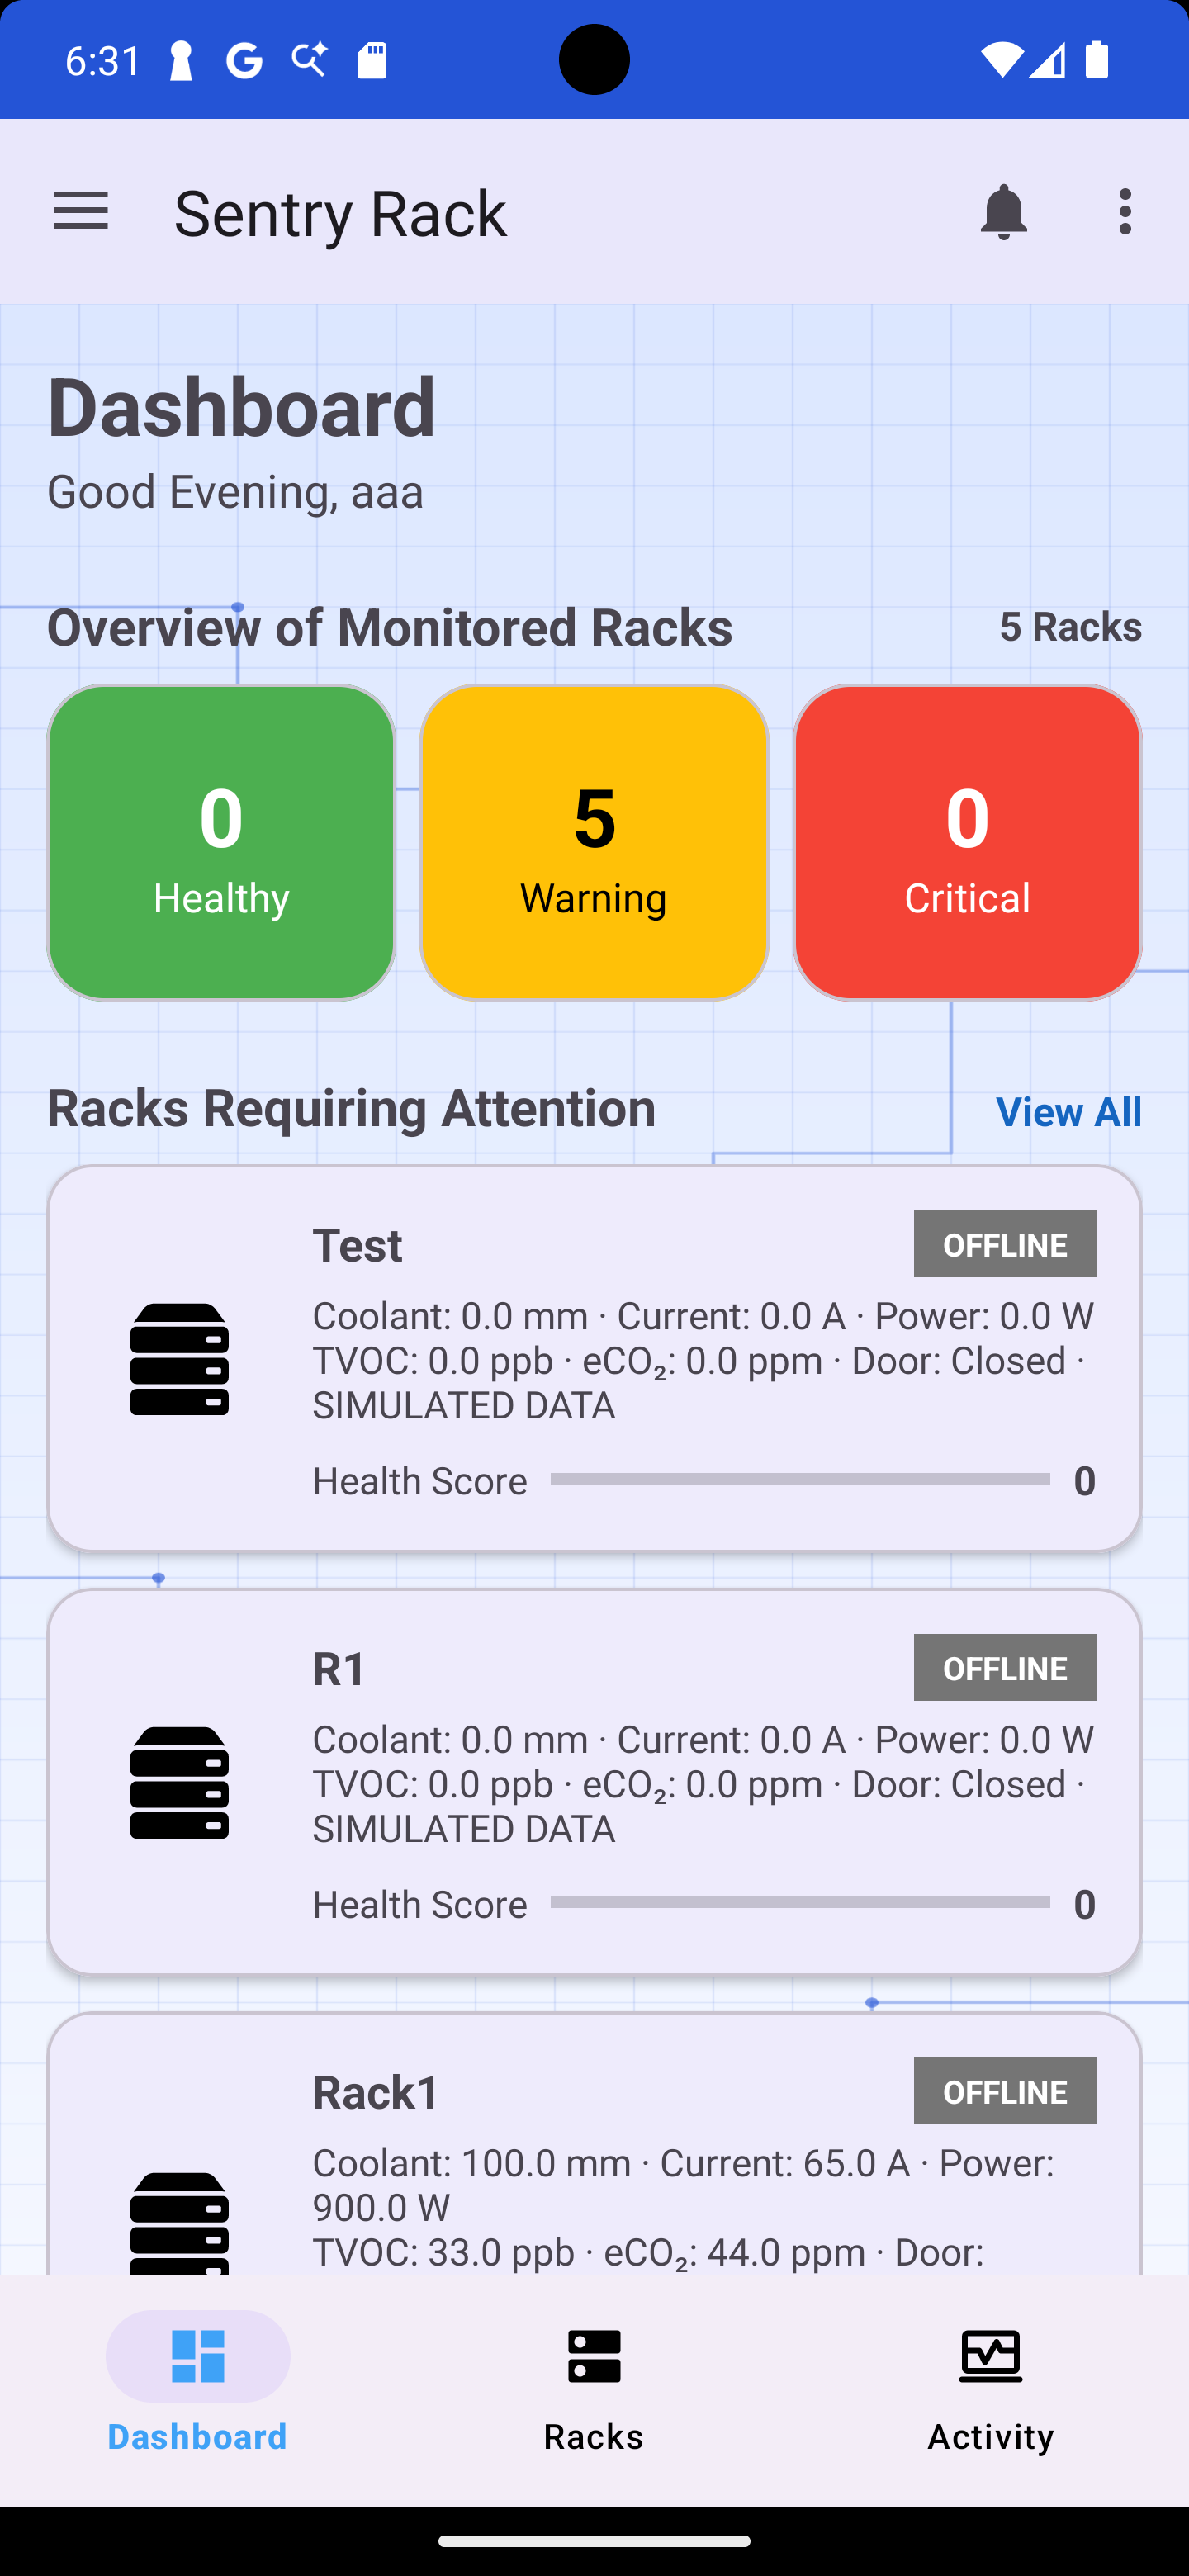 6:31
Sentry Rack
Dashboard
Good Evening, aaa
Overview of Monitored Racks
5 Racks
0
Healthy
5
Warning
0
Critical
Racks Requiring Attention
View All
Test
OFFLINE
Coolant: 0.0 mm · Current: 0.0 A · Power: 0.0 W
TVOC: 0.0 ppb · eCO₂: 0.0 ppm · Door: Closed ·
SIMULATED DATA
Health Score
0
R1
OFFLINE
Coolant: 0.0 mm · Current: 0.0 A · Power: 0.0 W
TVOC: 0.0 ppb · eCO₂: 0.0 ppm · Door: Closed ·
SIMULATED DATA
Health Score
0
Rack1
OFFLINE
Coolant: 100.0 mm · Current: 65.0 A · Power:
900.0 W
TVOC: 33.0 ppb · eCO₂: 44.0 ppm · Door:
Dashboard
Racks
Activity